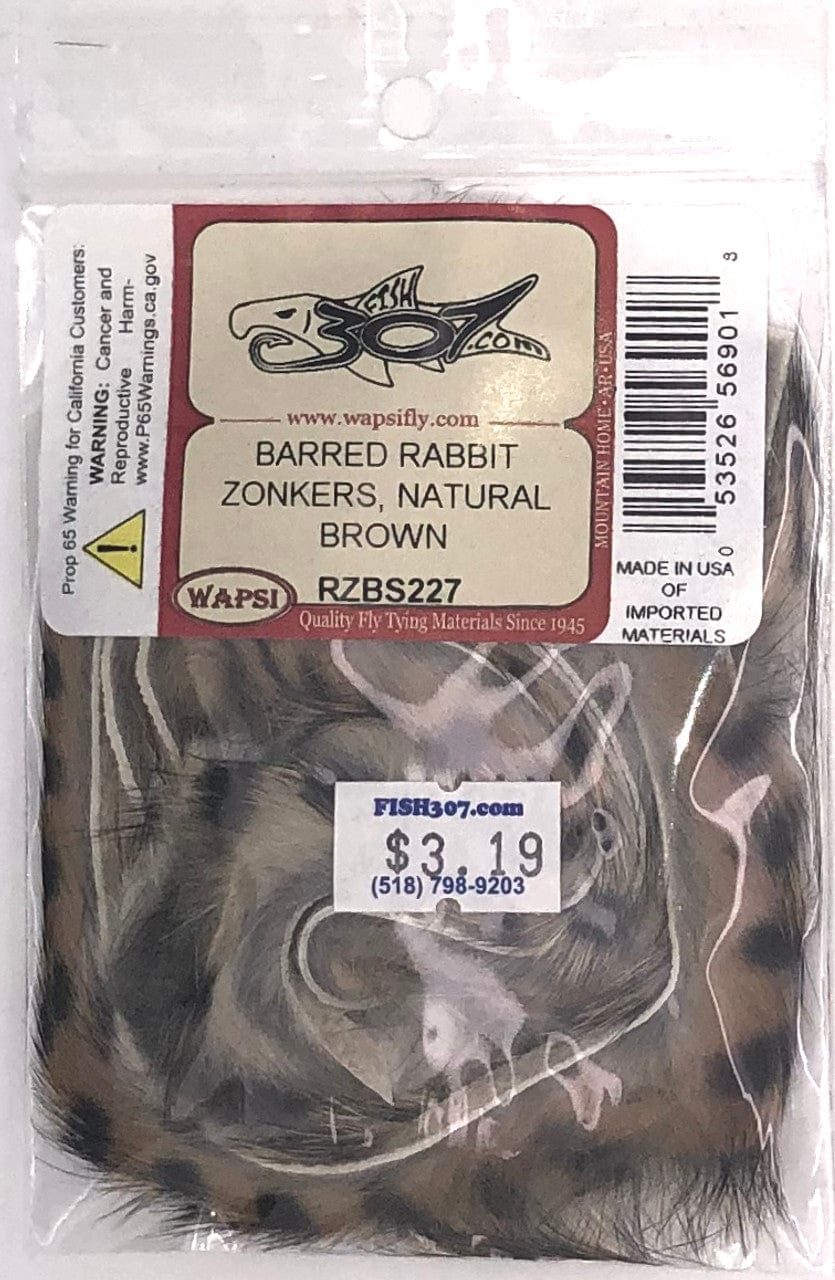 Prop 65 Warning for California Customers:
WARNING: Cancer and
Reproductive Harm-
www.P65Warnings.ca.gov
!
FISH
307
.COM
www.wapsifly.com
BARRED RABBIT
ZONKERS, NATURAL
BROWN
WAPSI
RZBS227
Quality Fly Tying Materials Since 1945
MOUNTAIN HOME • AR • USA
0 53526 56901 3
MADE IN USA
OF
IMPORTED
MATERIALS
FISH307.com
$3.19
(518) 798-9203